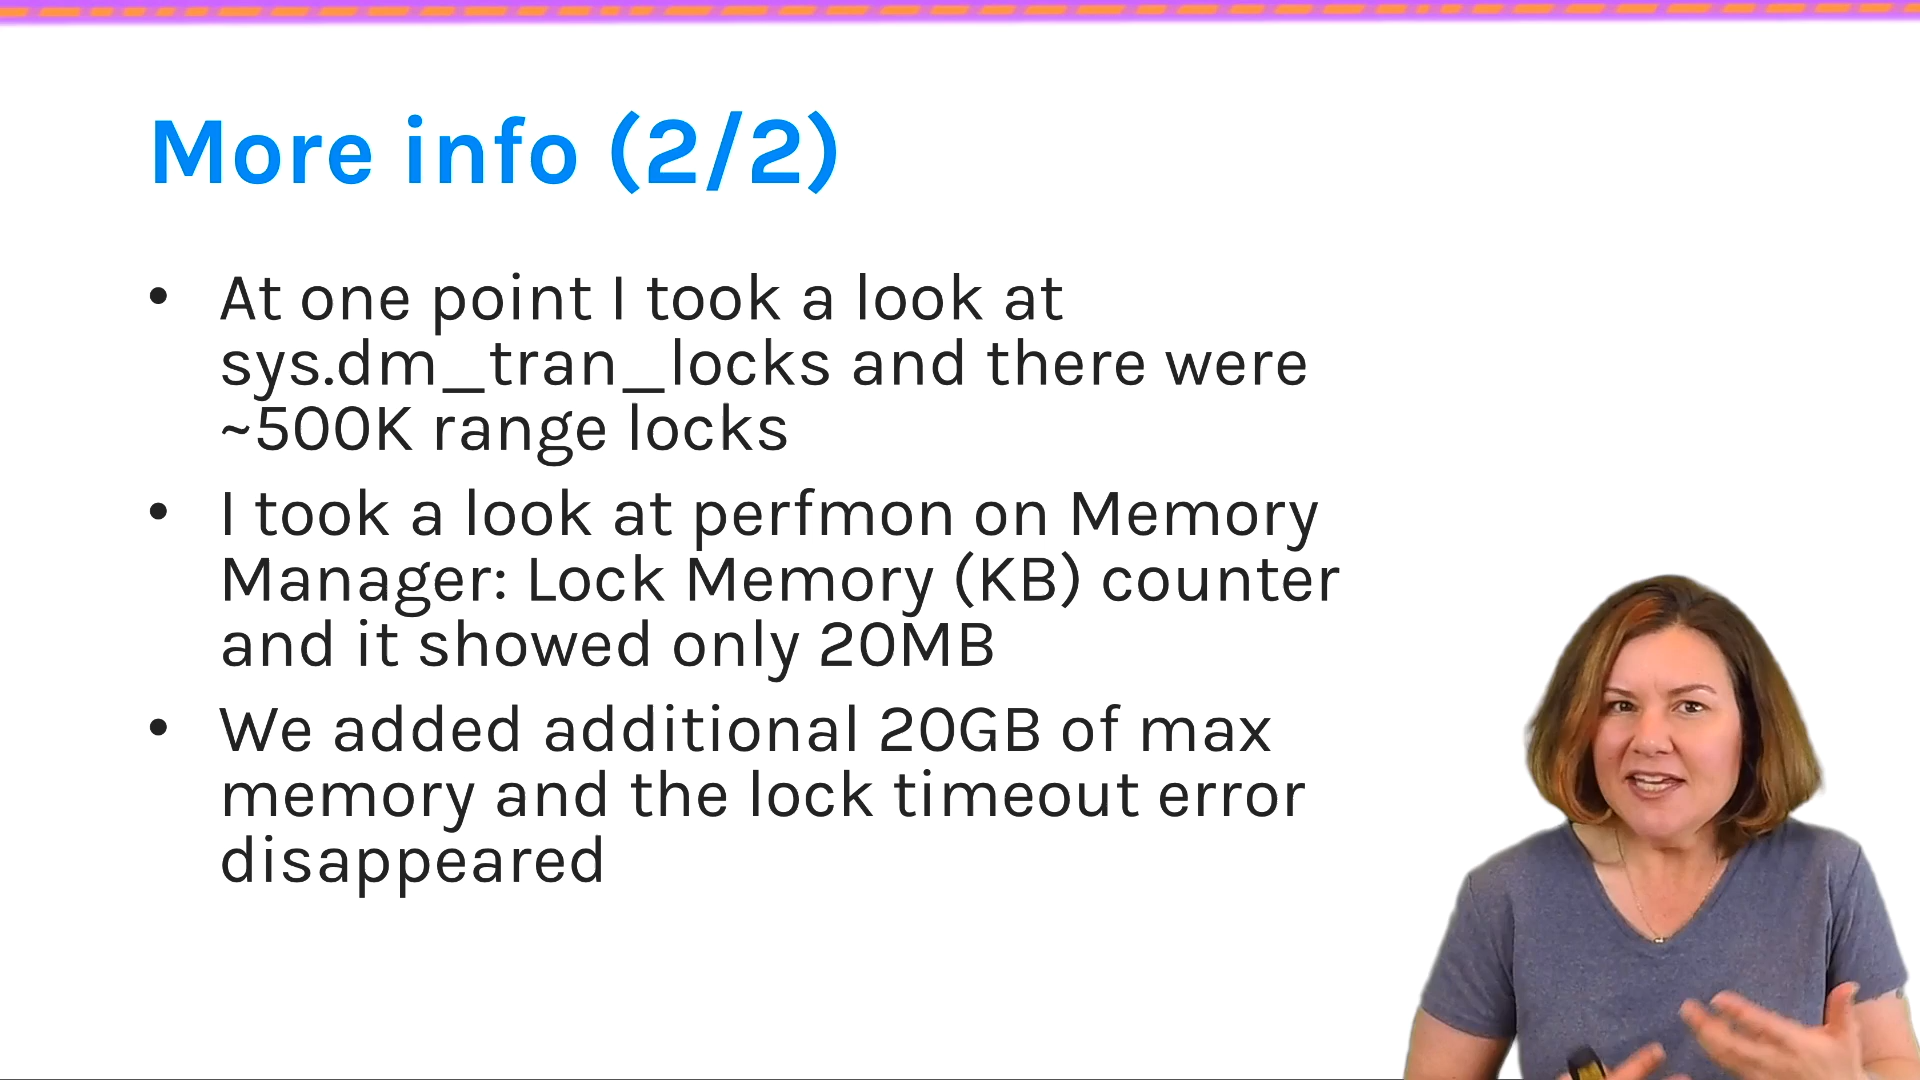 More info (2/2)
• At one point I took a look at
sys.dm_tran_locks and there were
~500K range locks
• I took a look at perfmon on Memory
Manager: Lock Memory (KB) counter
and it showed only 20MB
• We added additional 20GB of max
memory and the lock timeout error
disappeared